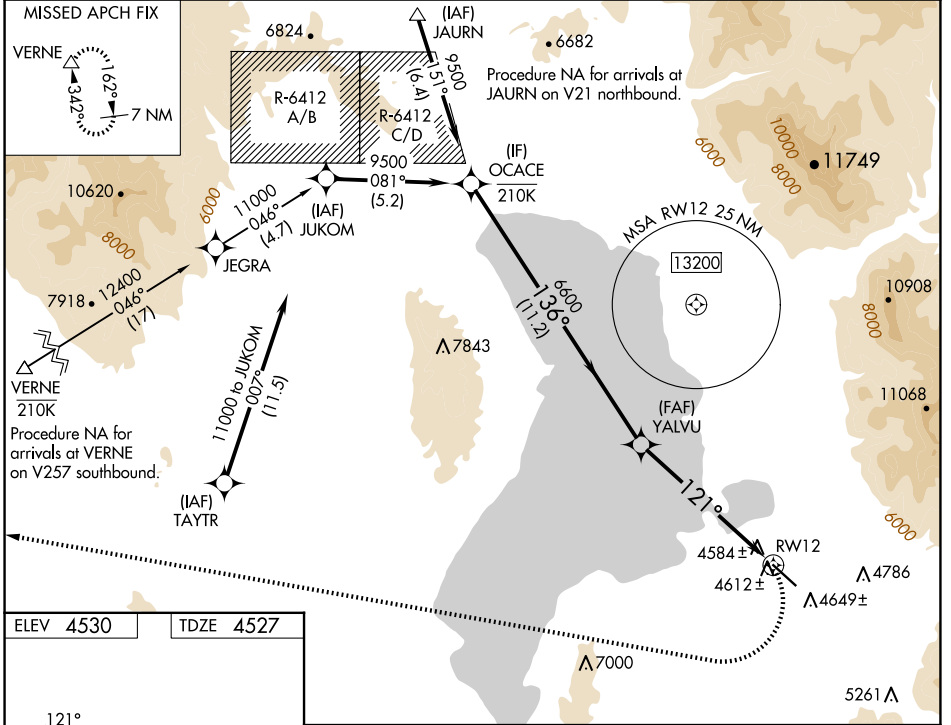 MISSED APCH FIX
VERNE
162°
342°
7 NM
6824
(IAF)
JAURN
9500
151°
(6.4)
6682
Procedure NA for arrivals at
JAURN on V21 northbound.
R-6412
A/B
R-6412
C/D
9500
081°
(5.2)
(IF)
OCACE
210K
6000
10000
8000
11749
10620
6000
8000
11000
046°
(4.7)
(IAF)
JUKOM
JEGRA
MSA RW12 25 NM
13200
7918
12400
046°
(17)
6600
136°
(11.2)
10908
8000
7843
VERNE
210K
Procedure NA for
arrivals at VERNE
on V257 southbound.
11000 to JUKOM
007°
(11.5)
(IAF)
TAYTR
(FAF)
YALVU
11068
121°
6000
4584±
RW12
4612±
4786
4649±
ELEV 4530
TDZE 4527
7000
5261
121°